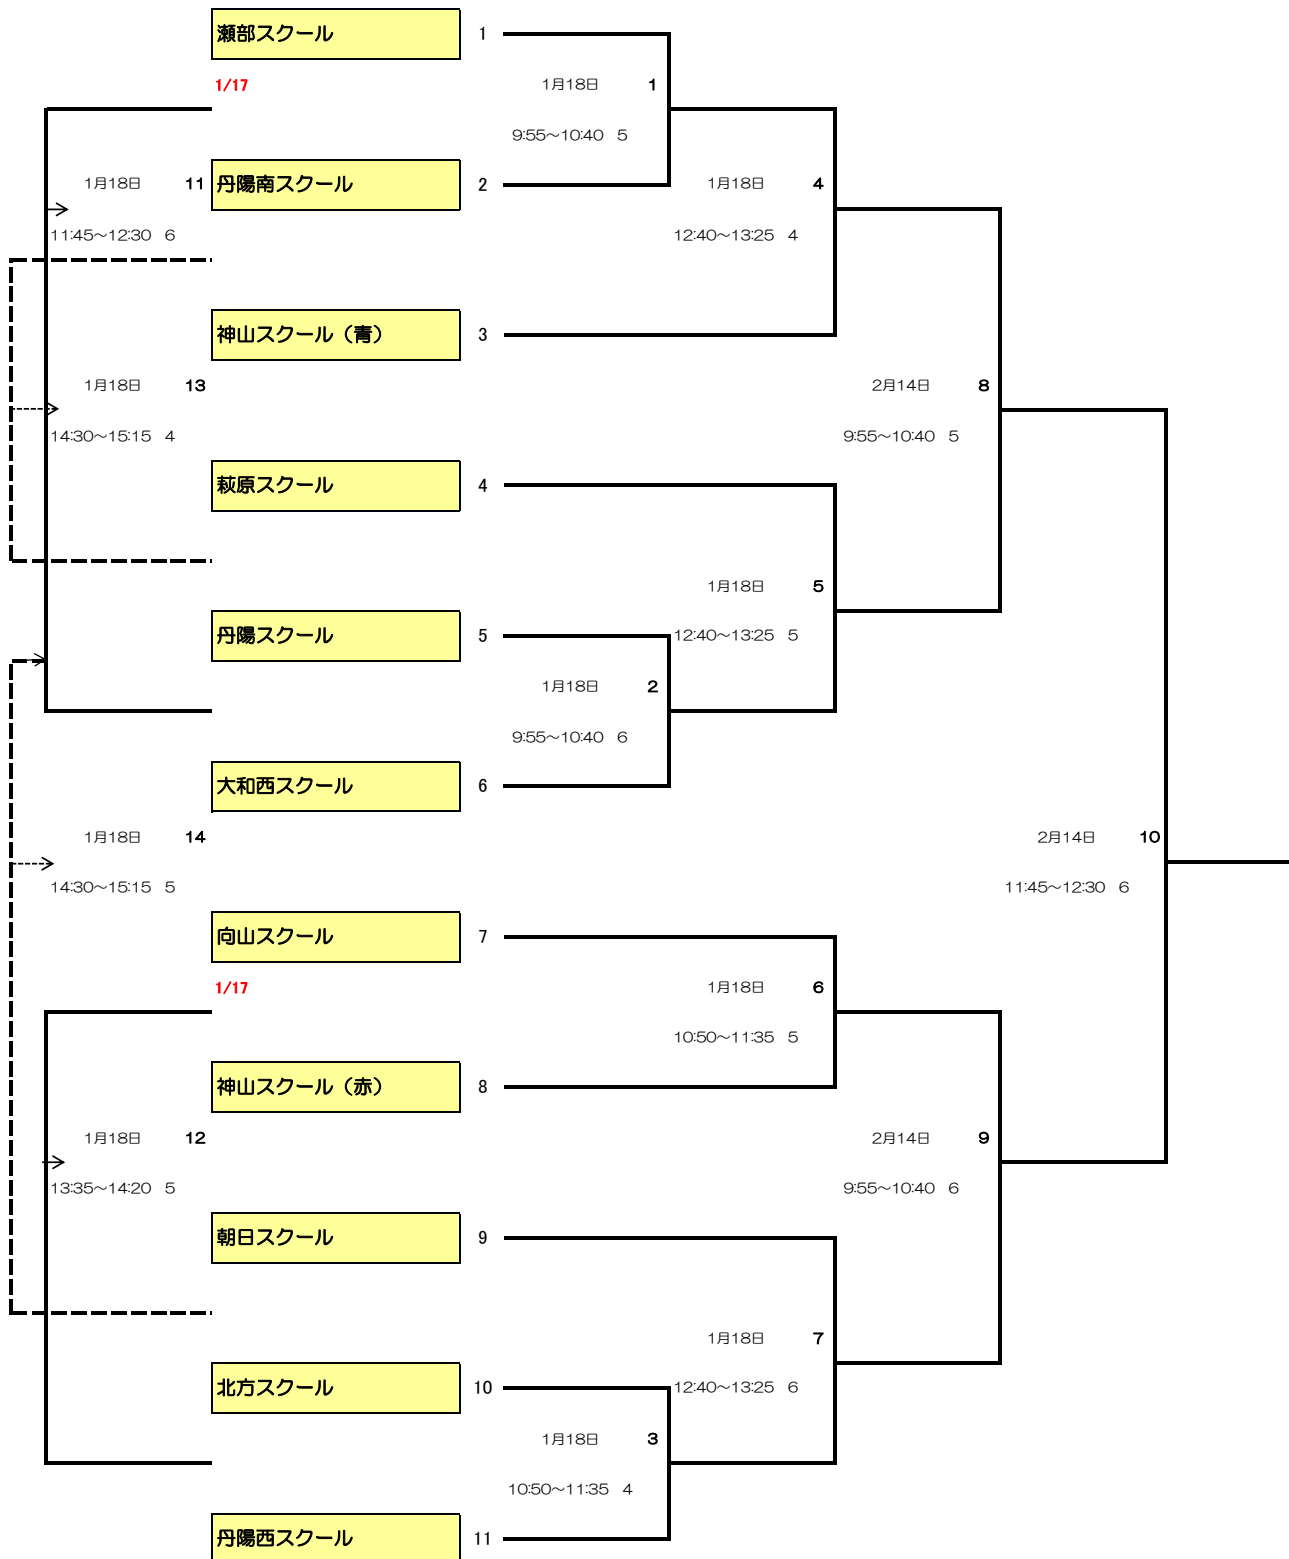 瀬部スクール 1
1/17 1月18日 1
9:55～10:40 5
1月18日 11 丹陽南スクール 2 1月18日 4
11:45～12:30 6 12:40～13:25 4
神山スクール（青） 3
1月18日 13 2月14日 8
14:30～15:15 4 9:55～10:40 5
萩原スクール 4
1月18日 5
丹陽スクール 5 12:40～13:25 5
1月18日 2
9:55～10:40 6
大和西スクール 6
1月18日 14 2月14日 10
14:30～15:15 5 11:45～12:30 6
向山スクール 7
1/17 1月18日 6
10:50～11:35 5
神山スクール（赤） 8
1月18日 12 2月14日 9
13:35～14:20 5 9:55～10:40 6
朝日スクール 9
1月18日 7
北方スクール 10 12:40～13:25 6
1月18日 3
10:50～11:35 4
丹陽西スクール 11